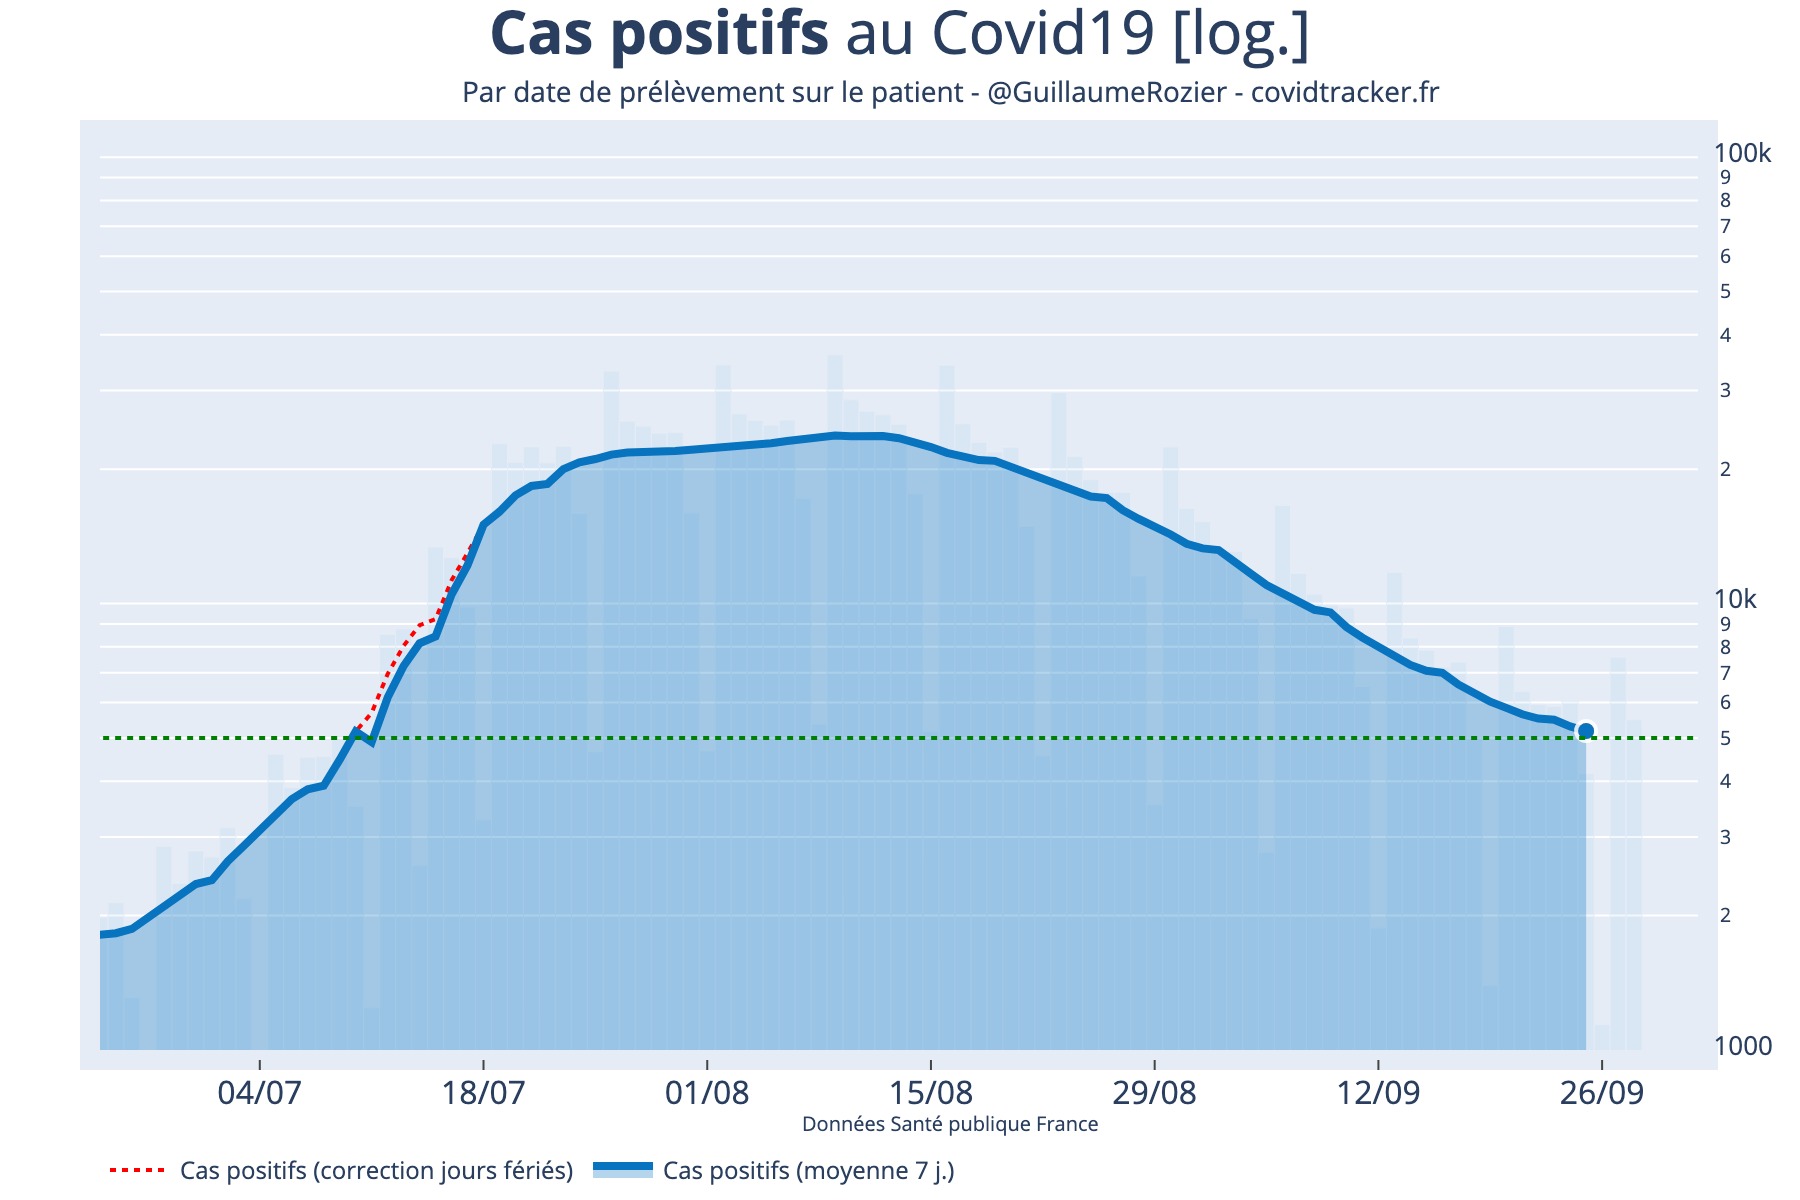 Cas positifs au Covid19 [log.]
Par date de prélèvement sur le patient - @GuillaumeRozier - covidtracker.fr
100k
9
8
7
6
5
4
3
2
10k
9
8
7
6
5
4
3
2
1000
04/07 18/07 01/08 15/08 29/08 12/09 26/09
Données Santé publique France
Cas positifs (correction jours fériés) Cas positifs (moyenne 7 j.)